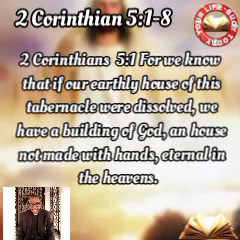 2 Corinthian 5:1-8
2 Corinthians 5:1 For we know
that if our earthly house of this
tabernacle were dissolved, we
have a building of God, an house
not made with hands, eternal in
the heavens.